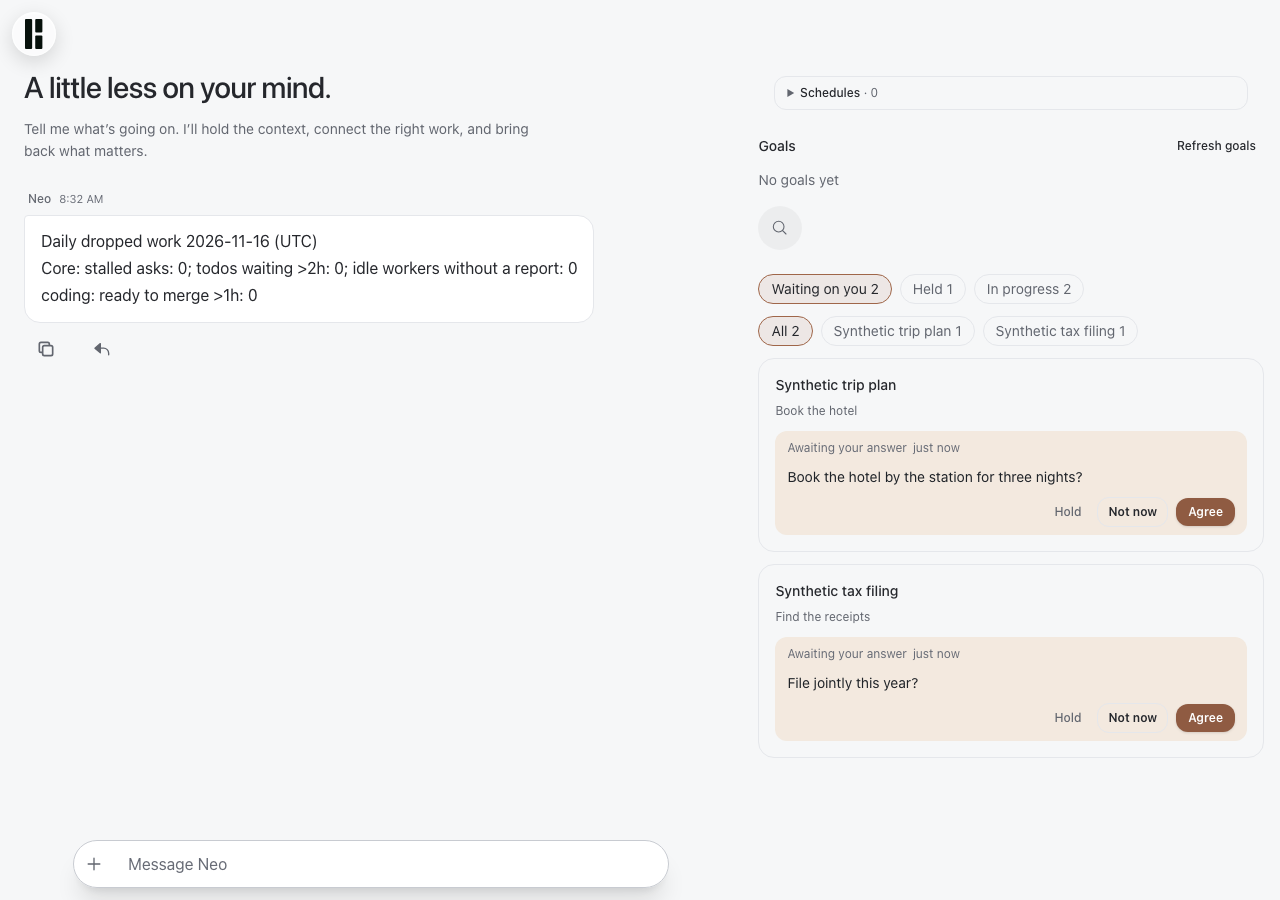 A little less on your mind.
Tell me what's going on. I'll hold the context, connect the right work, and bring
back what matters.
Neo 8:32 AM
Daily dropped work 2026-11-16 (UTC)
Core: stalled asks: 0; todos waiting >2h: 0; idle workers without a report: 0
coding: ready to merge >1h: 0
Message Neo
Schedules · 0
Goals
Refresh goals
No goals yet
Waiting on you 2
Held 1
In progress 2
All 2
Synthetic trip plan 1
Synthetic tax filing 1
Synthetic trip plan
Book the hotel
Awaiting your answer just now
Book the hotel by the station for three nights?
Hold
Not now
Agree
Synthetic tax filing
Find the receipts
Awaiting your answer just now
File jointly this year?
Hold
Not now
Agree